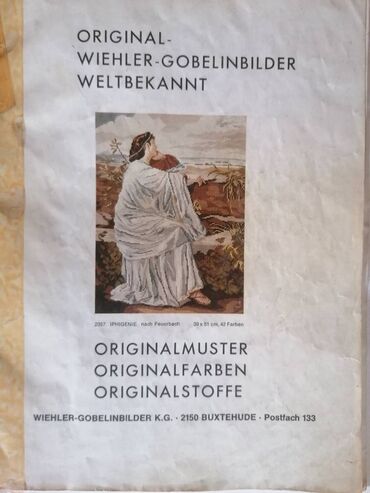 ORIGINAL-
WIEHLER-GOBELINBILDER
WELTBEKANNT
2057 IPHIGENIE nach Feuerbach 39 x 51 cm, 42 Farben
ORIGINALMUSTER
ORIGINALFARBEN
ORIGINALSTOFFE
WIEHLER-GOBELINBILDER K.G. · 2150 BUXTEHUDE · Postfach 133